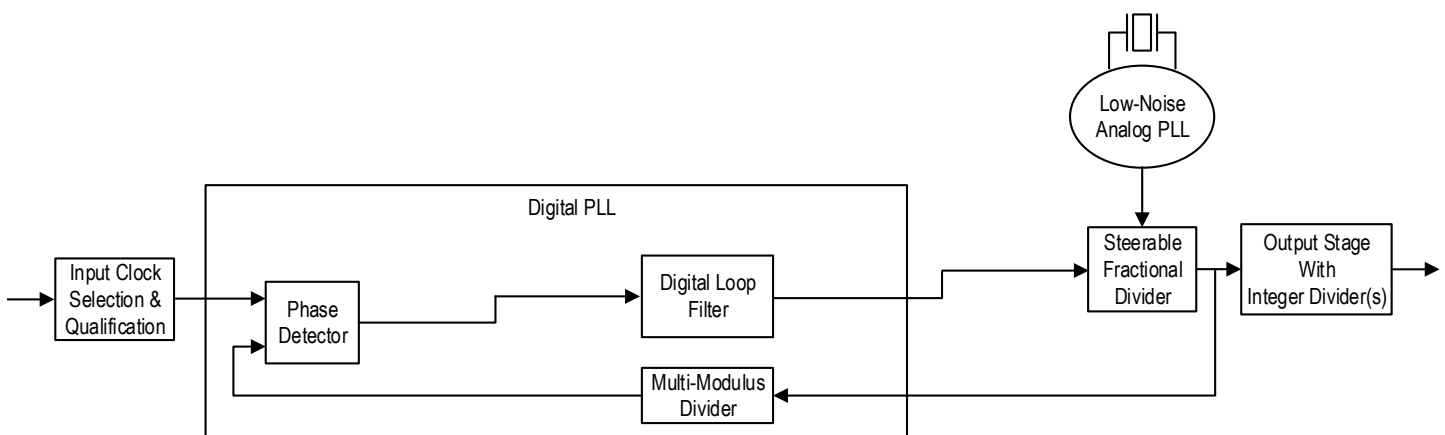 Low-Noise
Analog PLL
Digital PLL
Input Clock
Selection &
Qualification
Phase
Detector
Digital Loop
Filter
Multi-Modulus
Divider
Steerable
Fractional
Divider
Output Stage
With
Integer Divider(s)